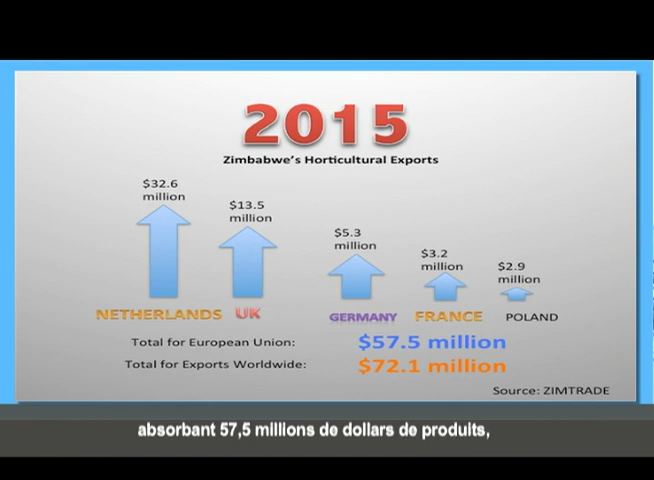 2015
Zimbabwe's Horticultural Exports
$32.6
million
$13.5
million
$5.3
million
$3.2
million
$2.9
million
NETHERLANDS UK GERMANY FRANCE POLAND
Total for European Union: $57.5 million
Total for Exports Worldwide: $72.1 million
Source: ZIMTRADE
absorbant 57,5 millions de dollars de produits,